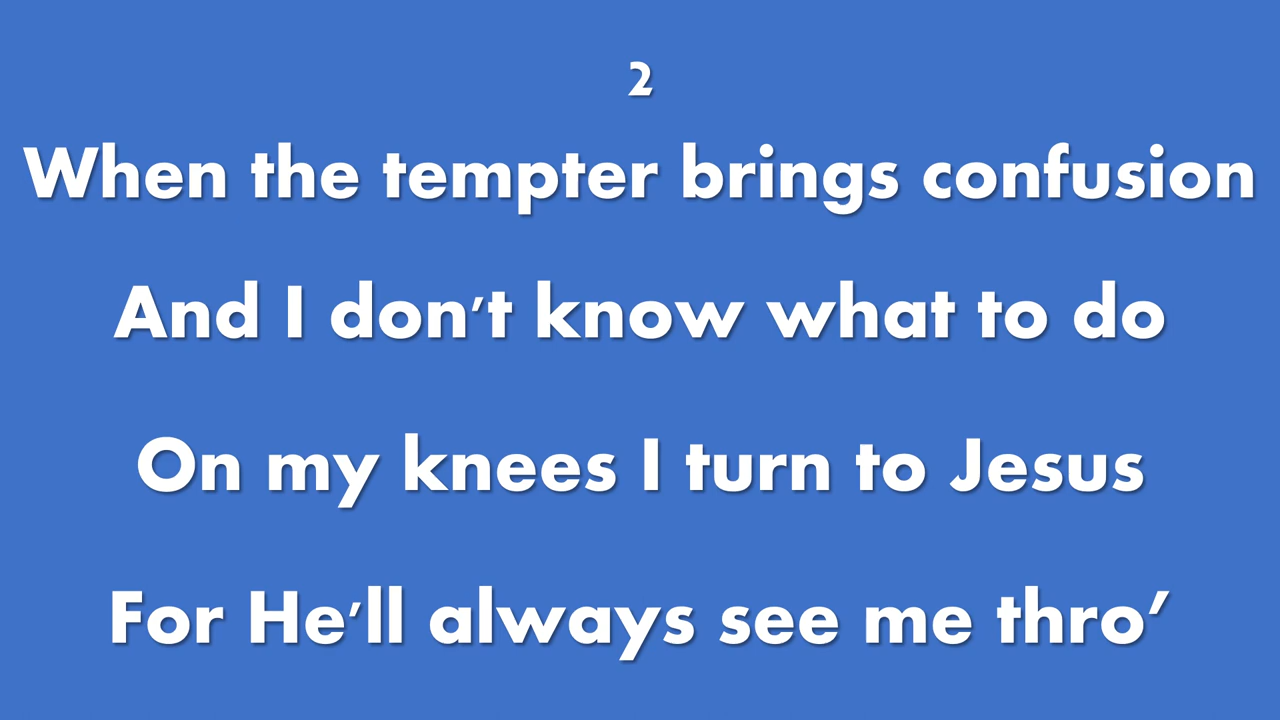 2
When the tempter brings confusion
And I don't know what to do
On my knees I turn to Jesus
For He'll always see me thro’